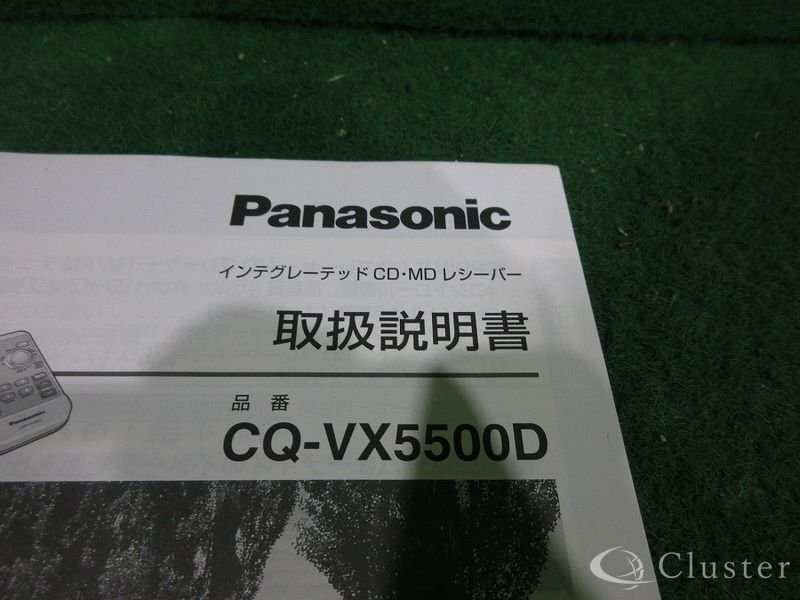 Panasonic
インテグレーテッド CD・MD レシーバー
取扱説明書
品番
CQ-VX5500D
Panasonic
Cluster